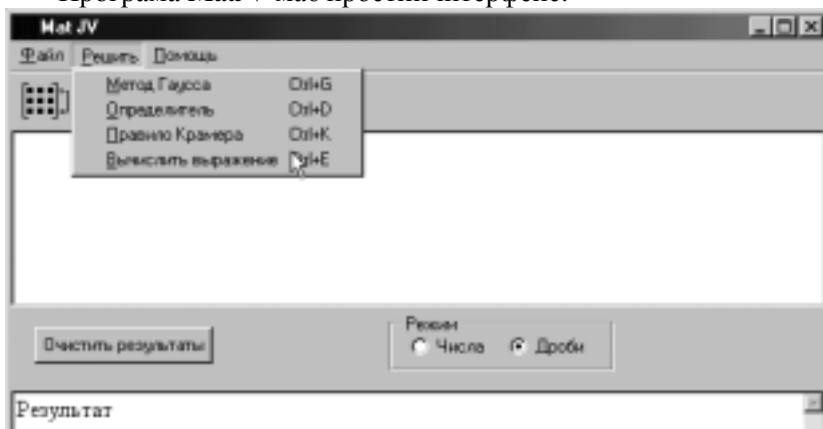 Програма MatJV має простий інтерфейс.
Mat JV
Файл Решить Помощь
Метод Гаусса Ctrl+G
Определитель Ctrl+D
Правило Крамера Ctrl+K
Вычислить выражение Ctrl+E
Очистить результаты
Режим
Числа Дроби
Результат